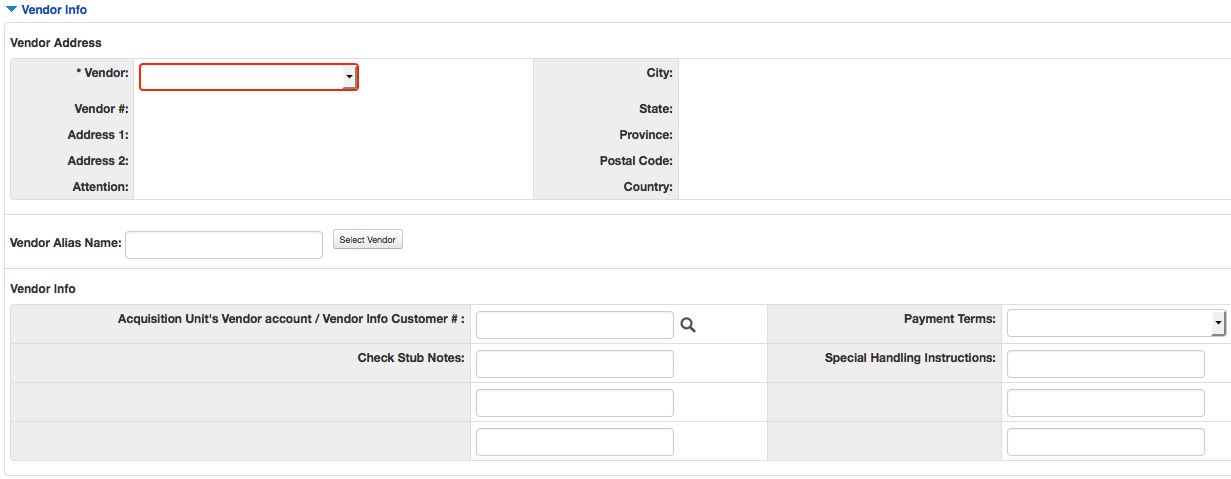 Vendor Info
Vendor Address
* Vendor:
City:
Vendor #:
State:
Address 1:
Province:
Address 2:
Postal Code:
Attention:
Country:
Vendor Alias Name:
Select Vendor
Vendor Info
Acquisition Unit's Vendor account / Vendor Info Customer # :
Payment Terms:
Check Stub Notes:
Special Handling Instructions: